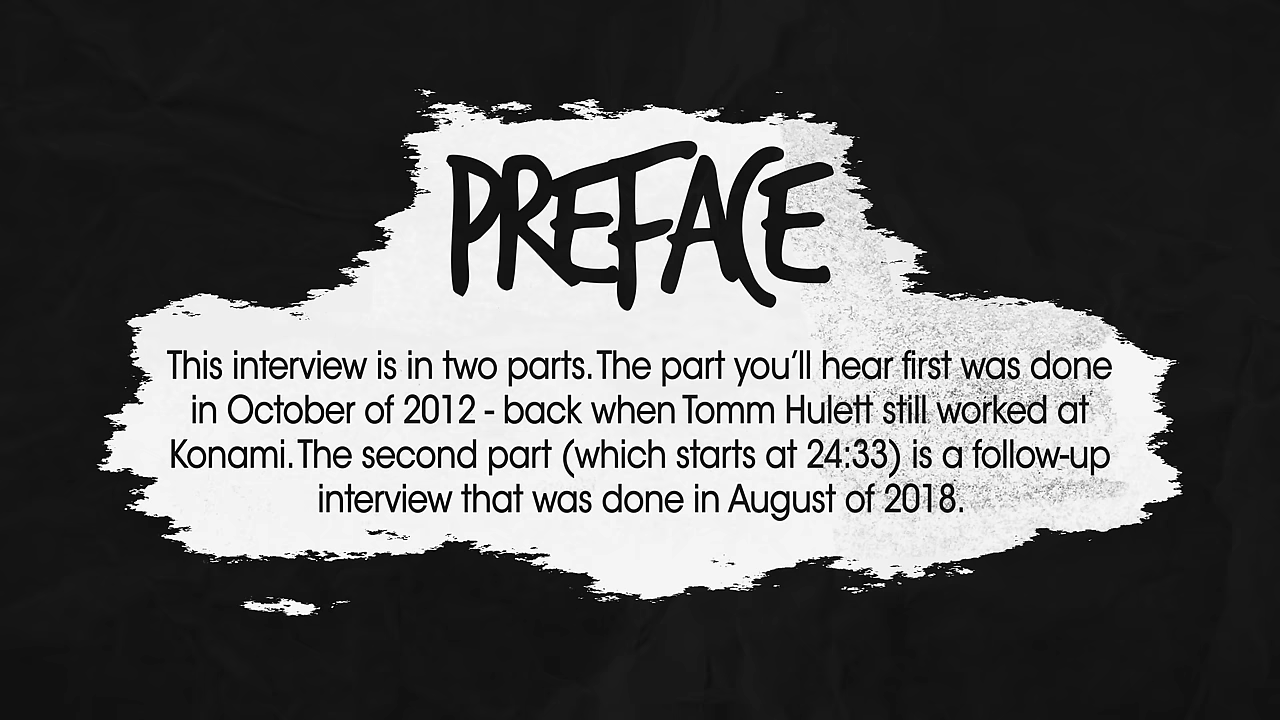 PREFACE
This interview is in two parts. The part you'll hear first was done
in October of 2012 - back when Tomm Hulett still worked at
Konami. The second part (which starts at 24:33) is a follow-up
interview that was done in August of 2018.